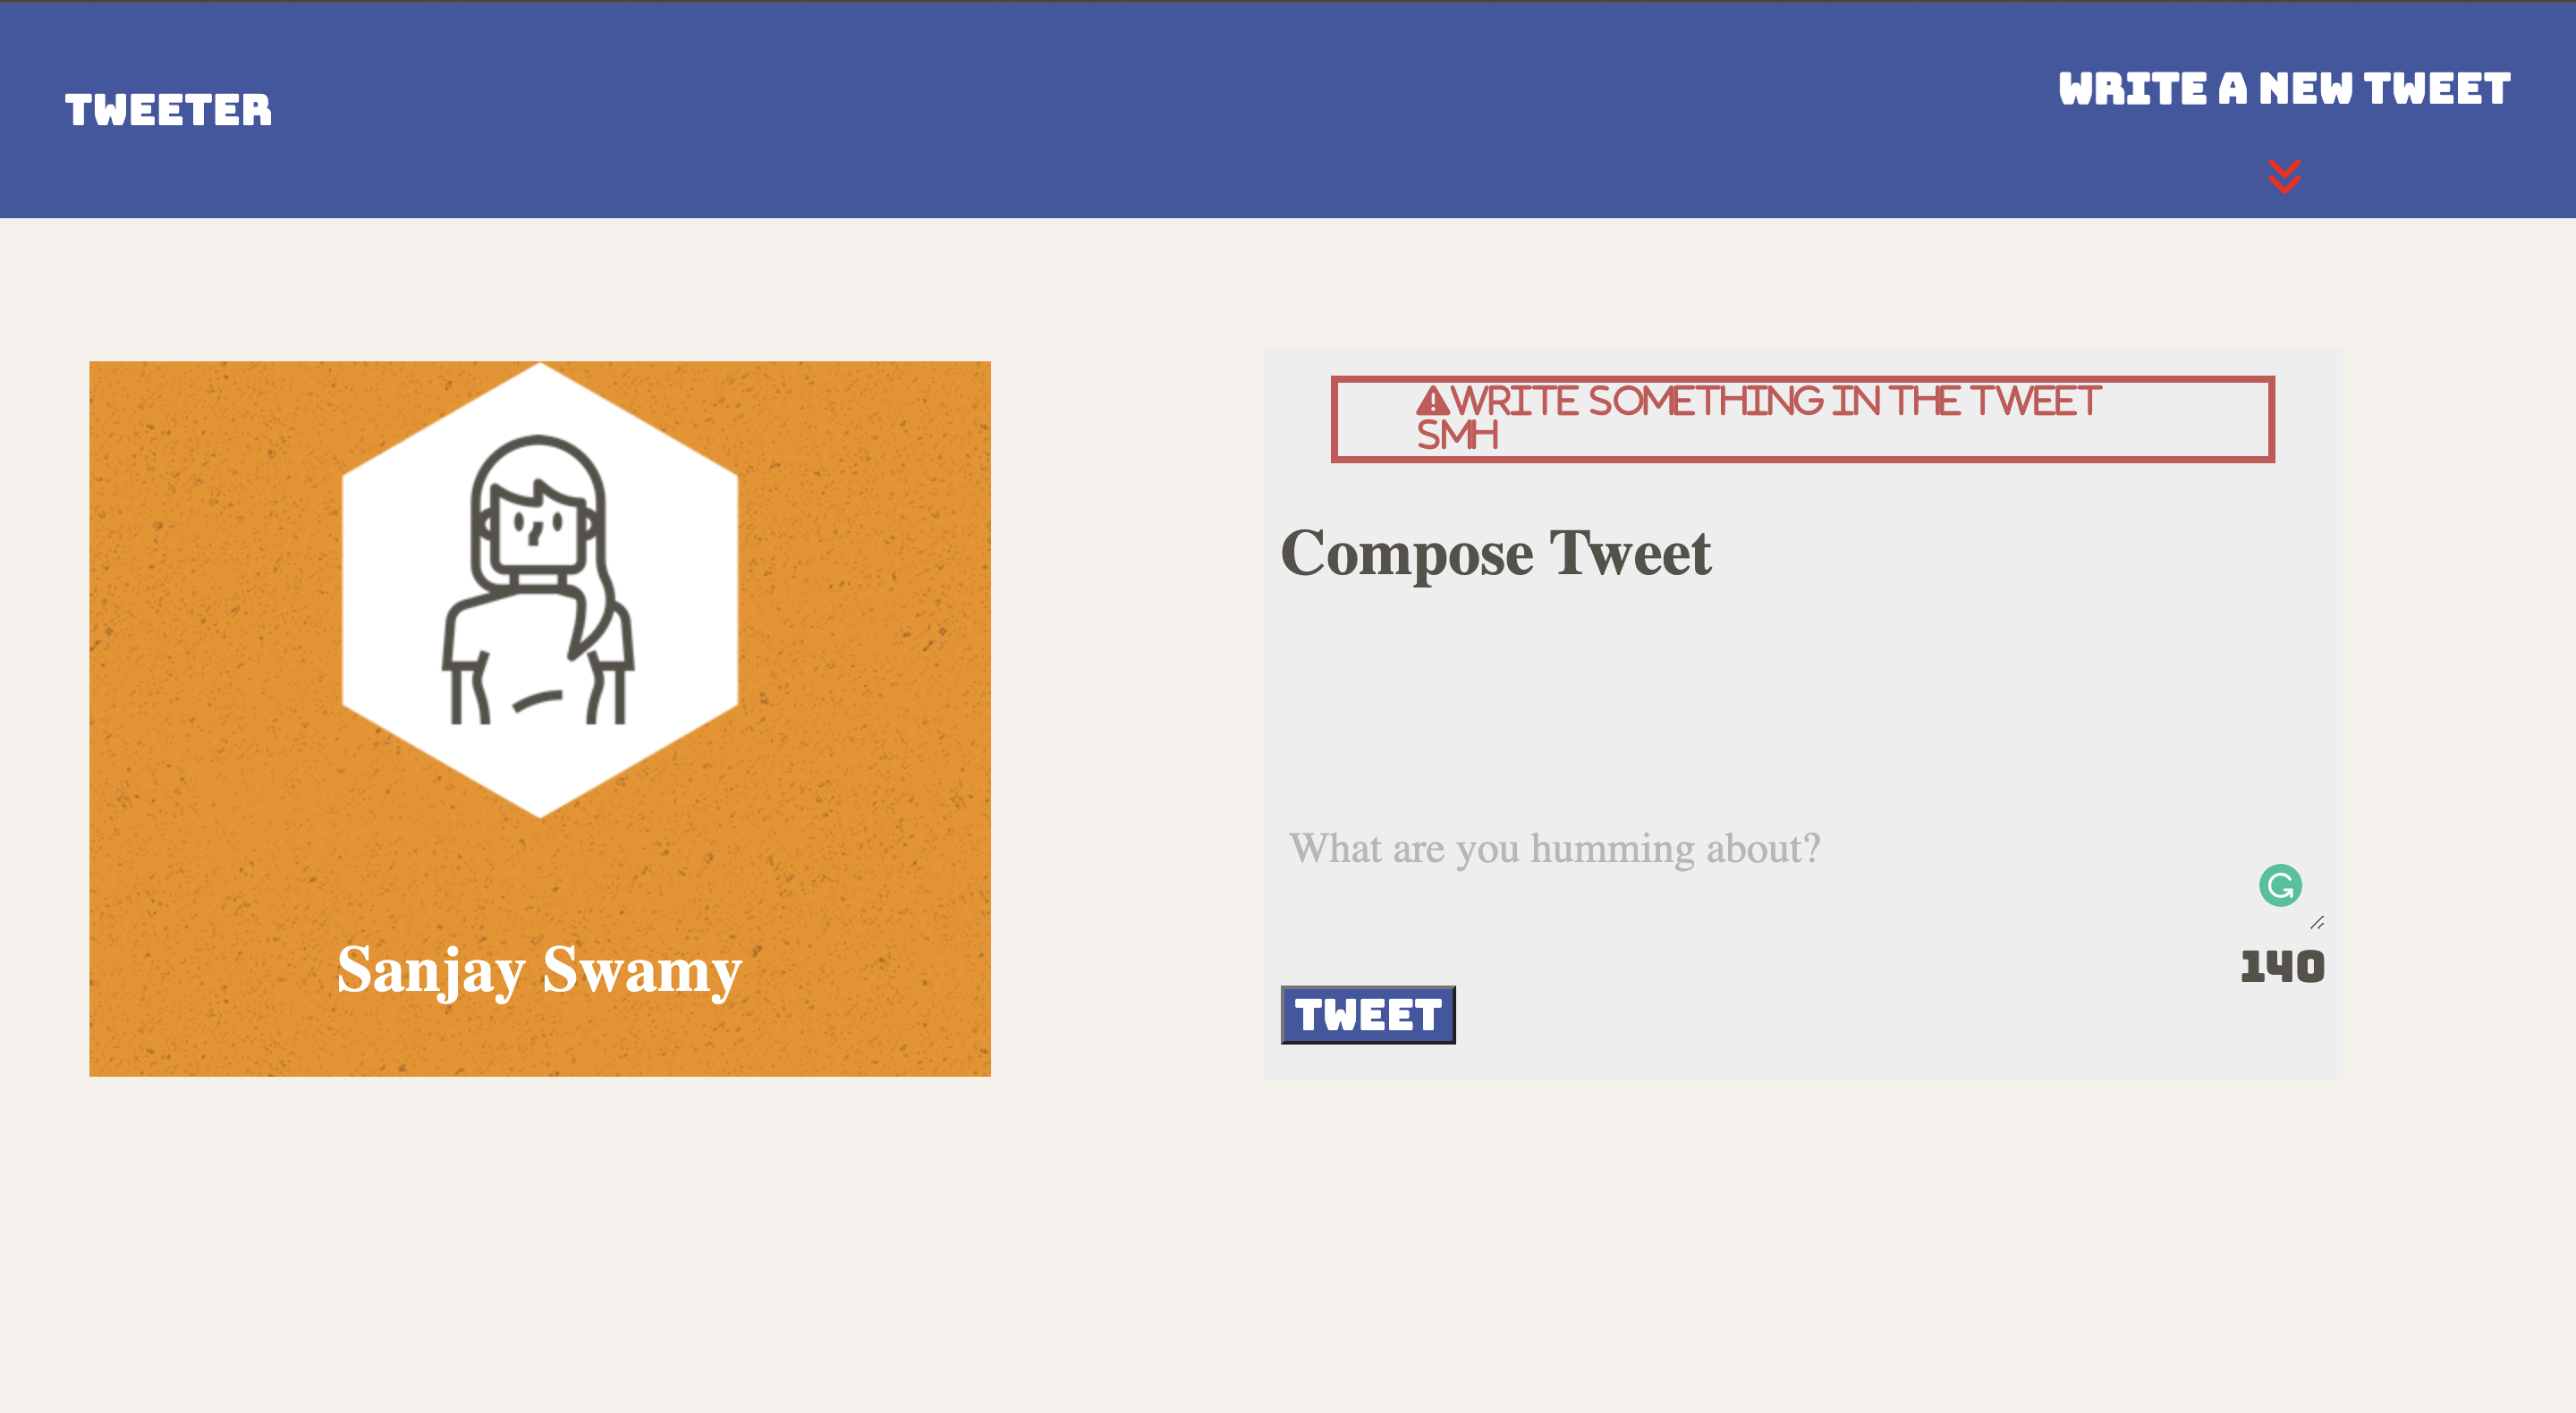 TWEETER
WRITE A NEW TWEET
WRITE SOMETHING IN THE TWEET
SMH
Compose Tweet
What are you humming about?
140
TWEET
Sanjay Swamy